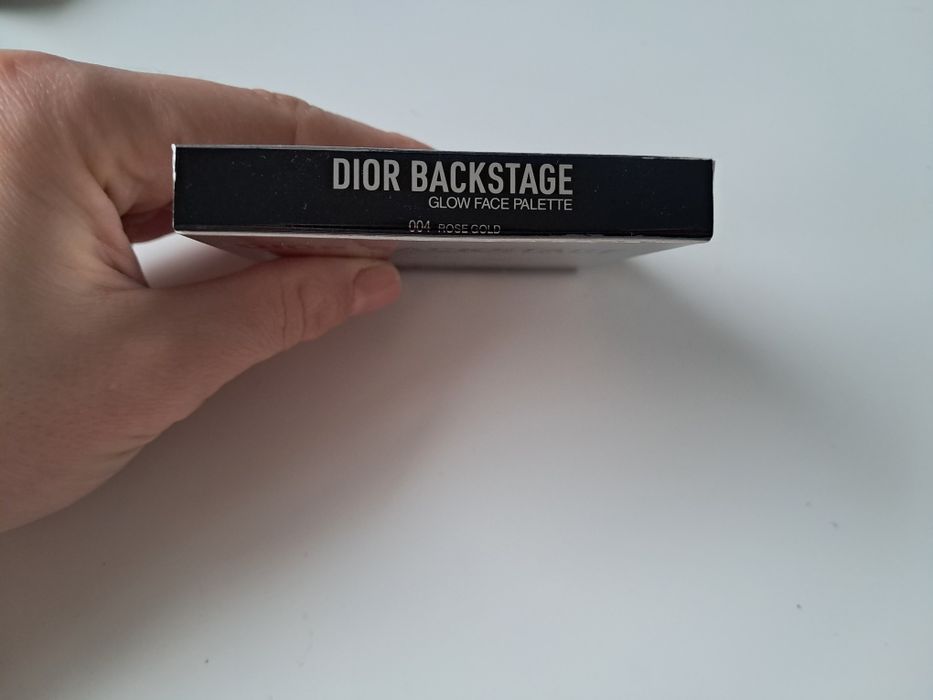 DIOR BACKSTAGE
GLOW FACE PALETTE
004 ROSE GOLD